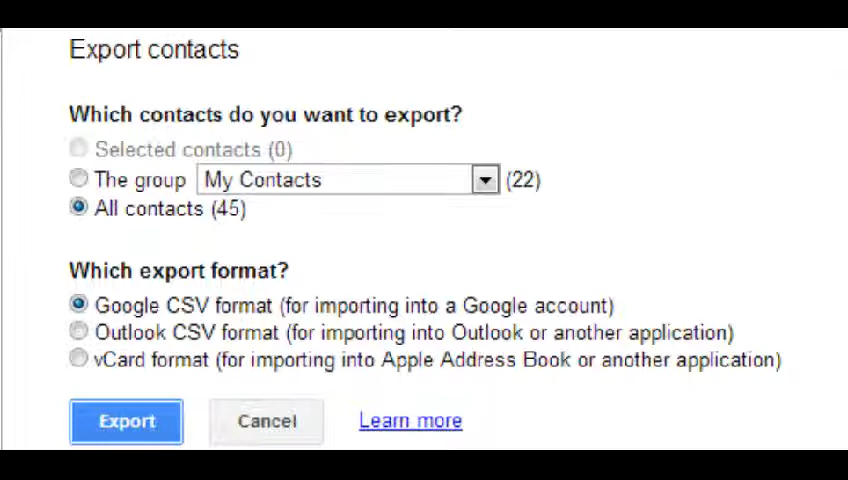 Export contacts
Which contacts do you want to export?
Selected contacts (0)
The group My Contacts (22)
All contacts (45)
Which export format?
Google CSV format (for importing into a Google account)
Outlook CSV format (for importing into Outlook or another application)
vCard format (for importing into Apple Address Book or another application)
Export Cancel Learn more